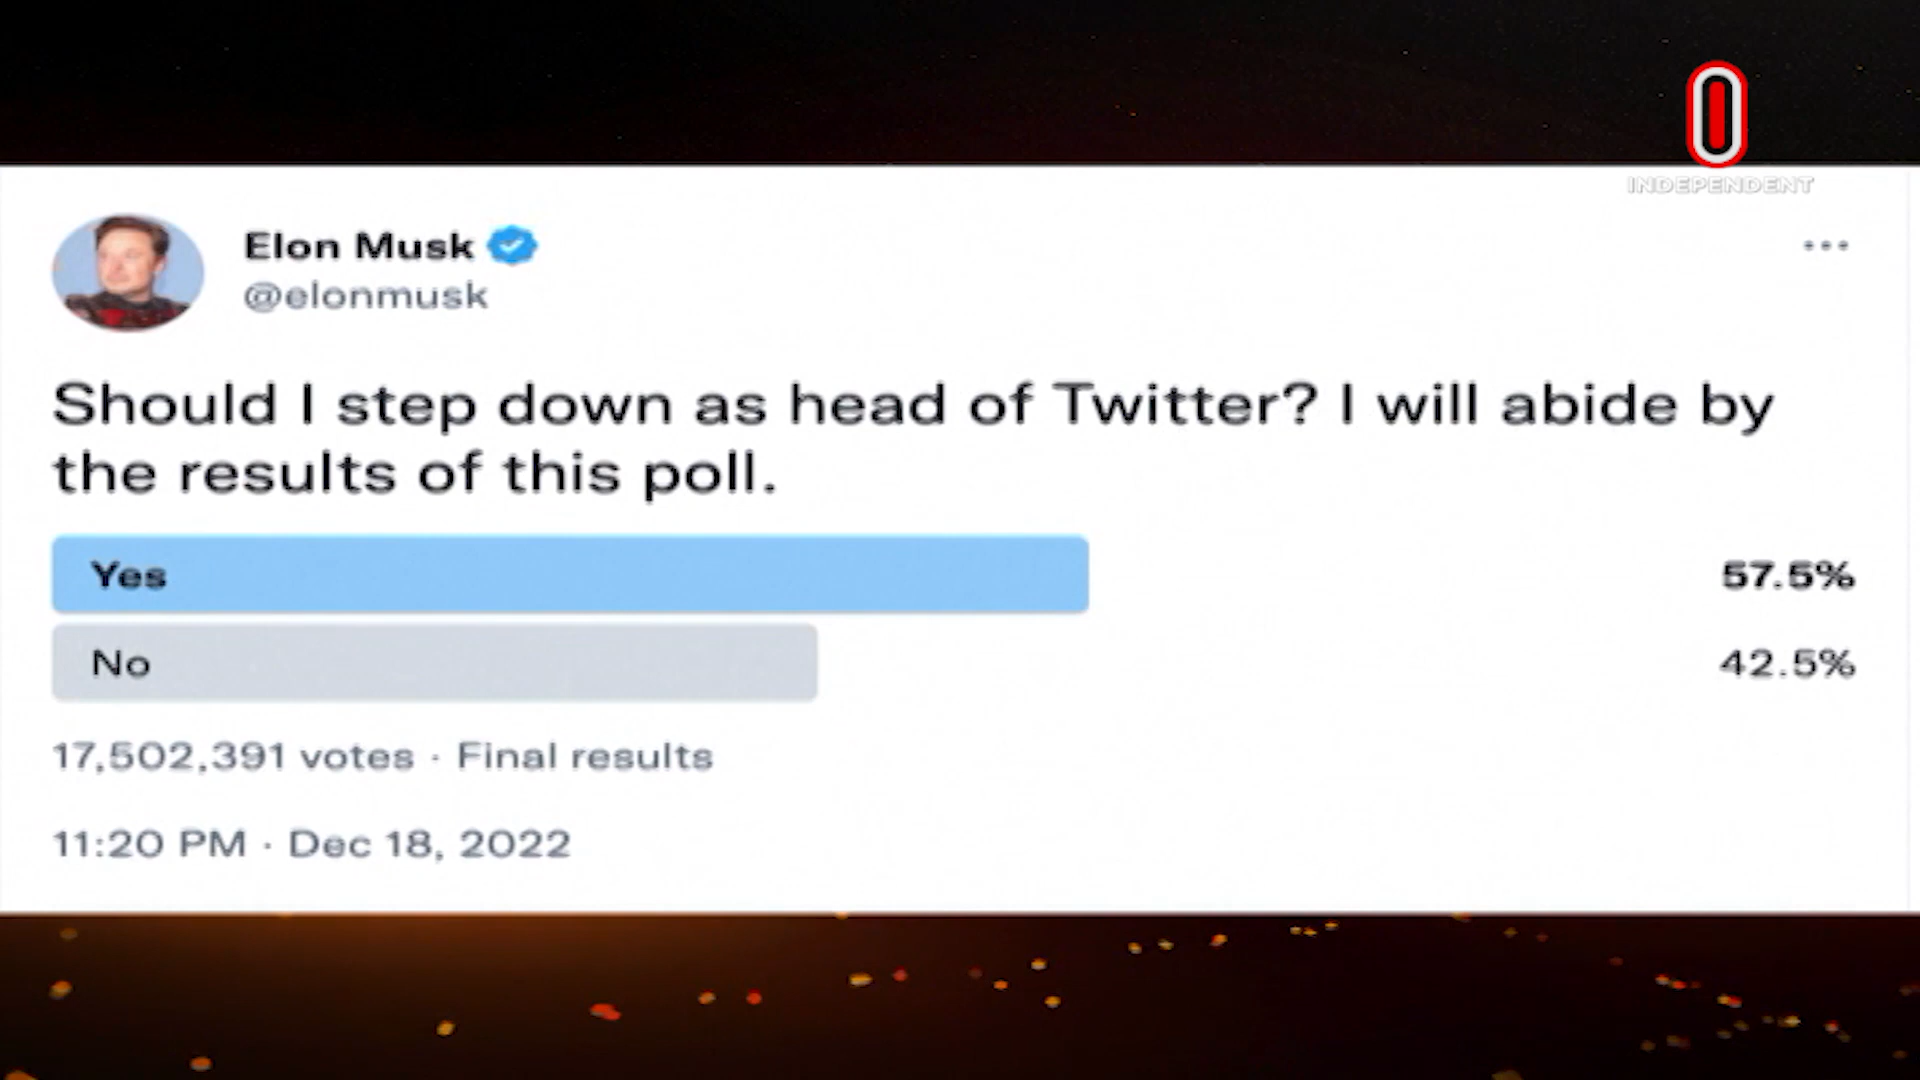 INDEPENDENT
Elon Musk
@elonmusk
Should I step down as head of Twitter? I will abide by
the results of this poll.
Yes 57.5%
No 42.5%
17,502,391 votes · Final results
11:20 PM · Dec 18, 2022